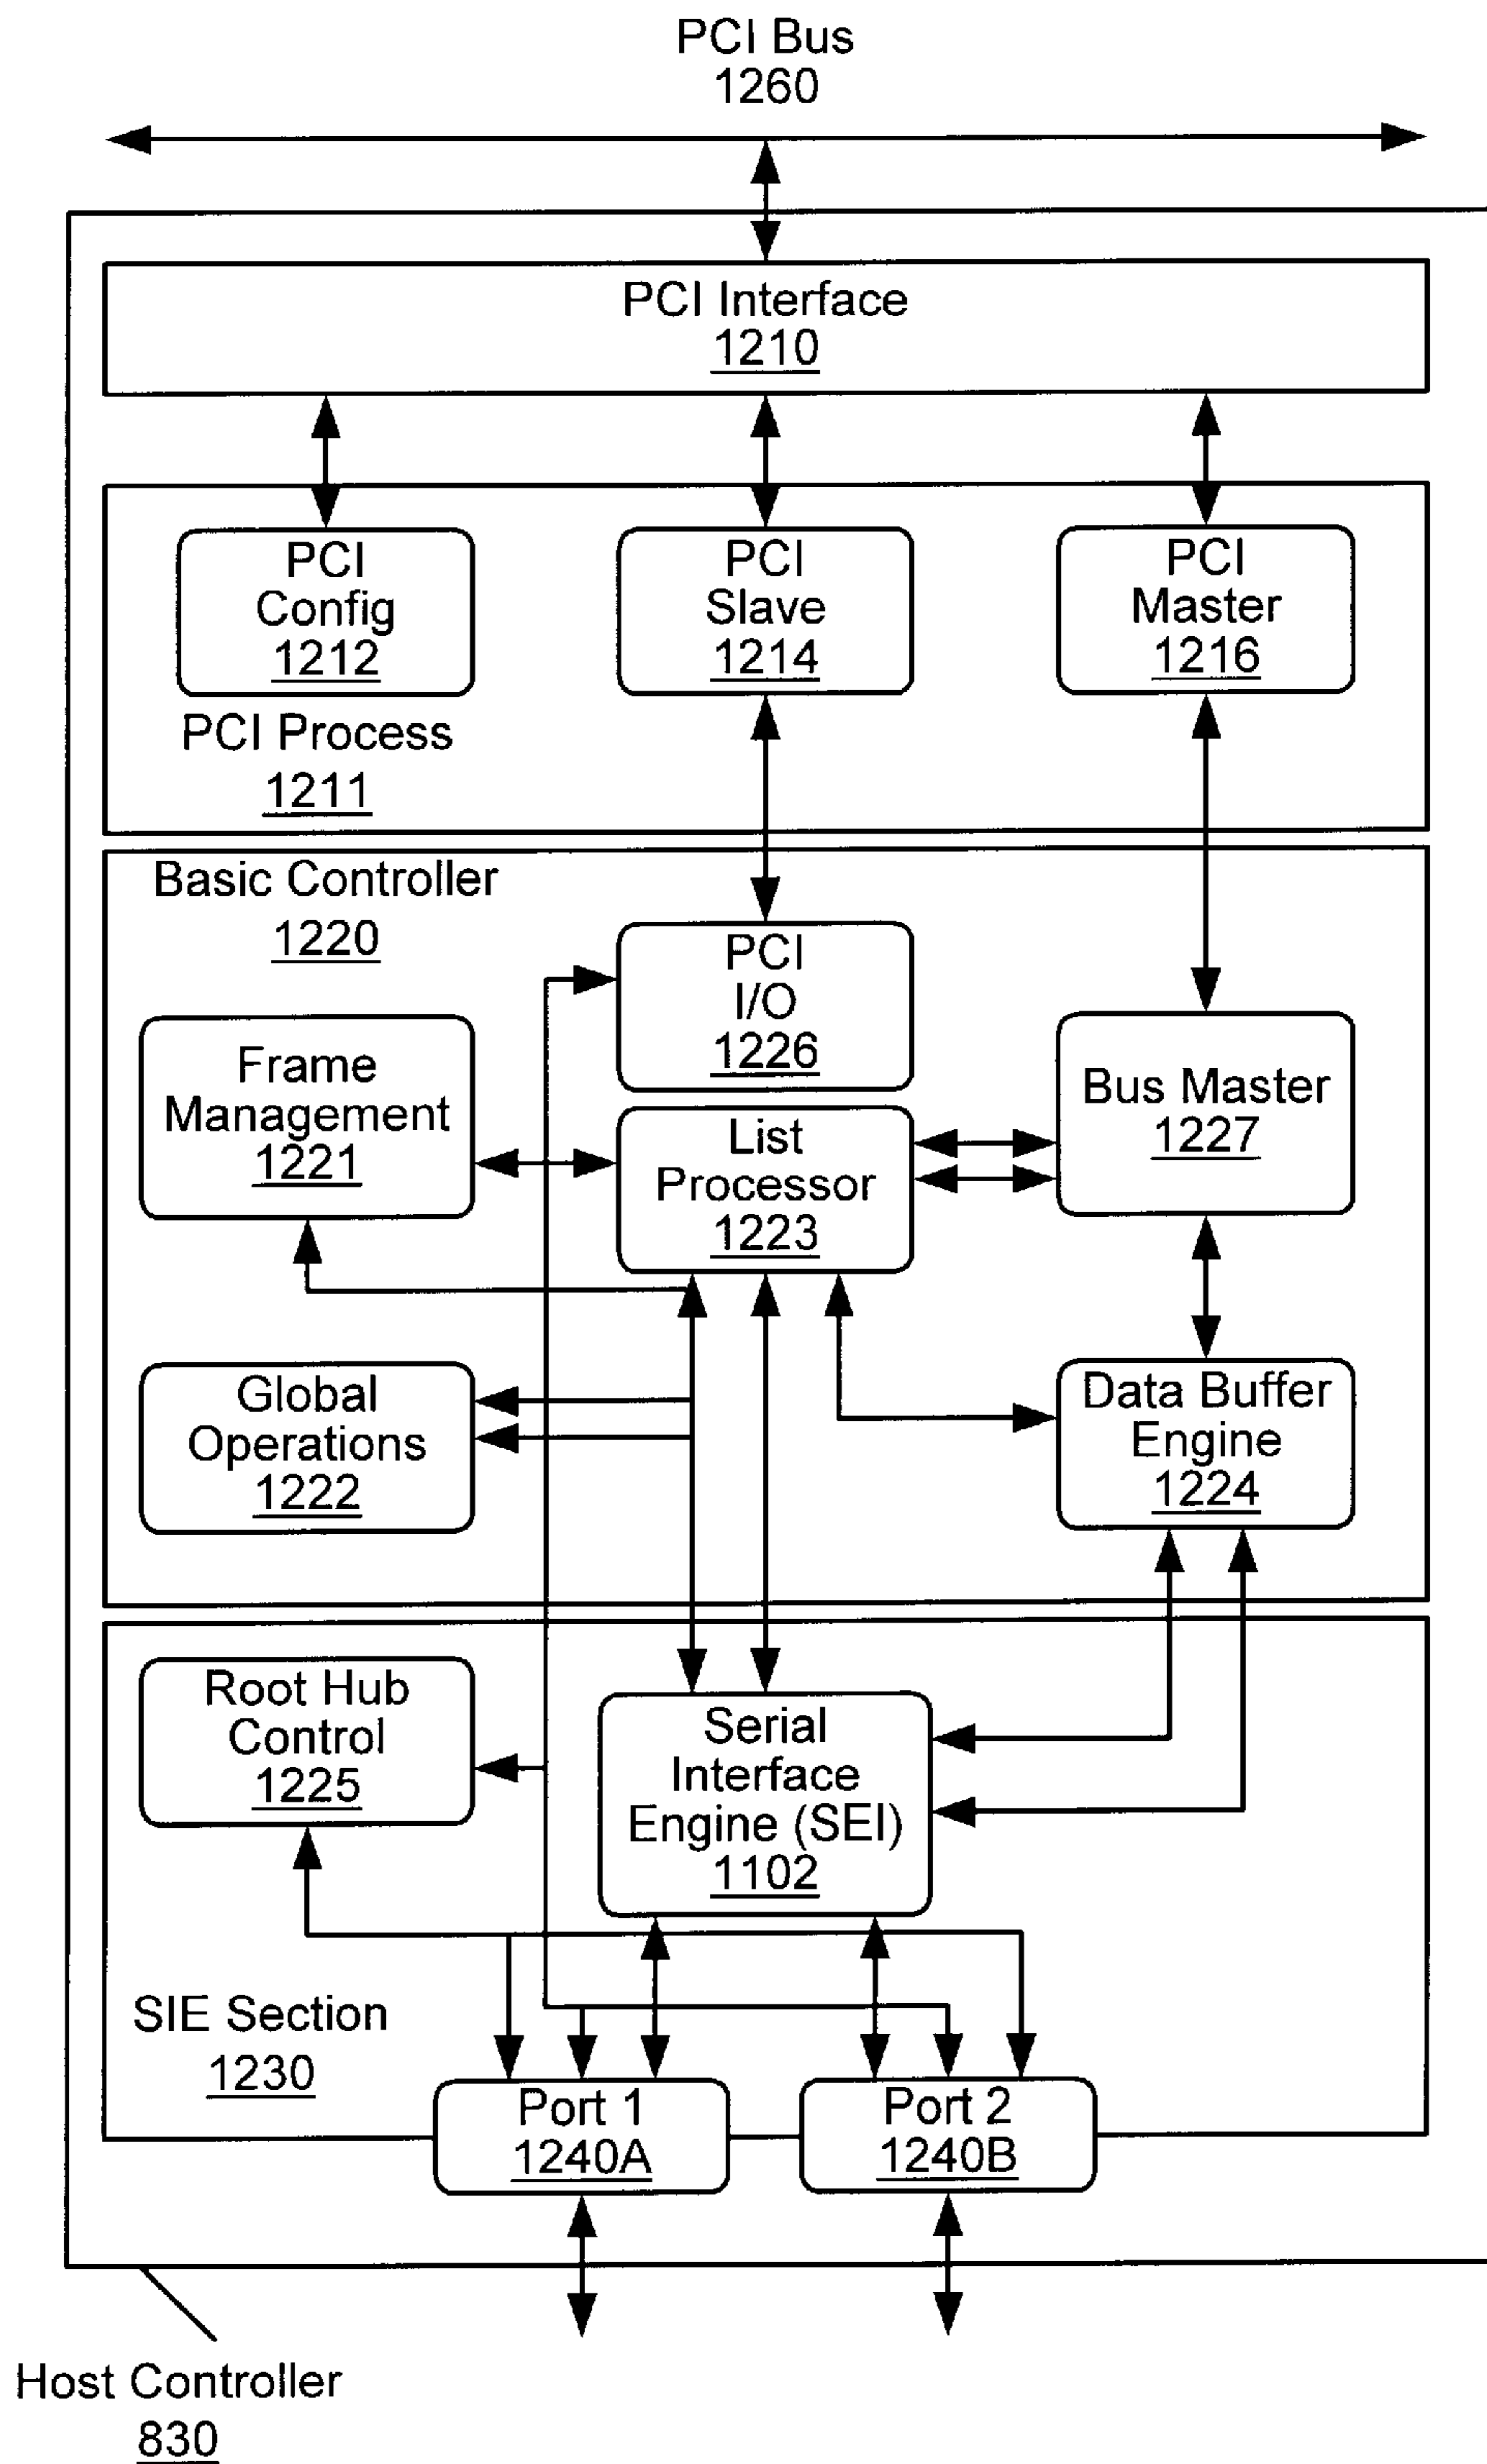 PCI Bus
1260
PCI Interface
1210
PCI
Config
1212
PCI
Slave
1214
PCI
Master
1216
PCI Process
1211
Basic Controller
1220
PCI
I/O
1226
Frame
Management
1221
List
Processor
1223
Bus Master
1227
Global
Operations
1222
Data Buffer
Engine
1224
Root Hub
Control
1225
Serial
Interface
Engine (SEI)
1102
SIE Section
1230
Port 1
1240A
Port 2
1240B
Host Controller
830